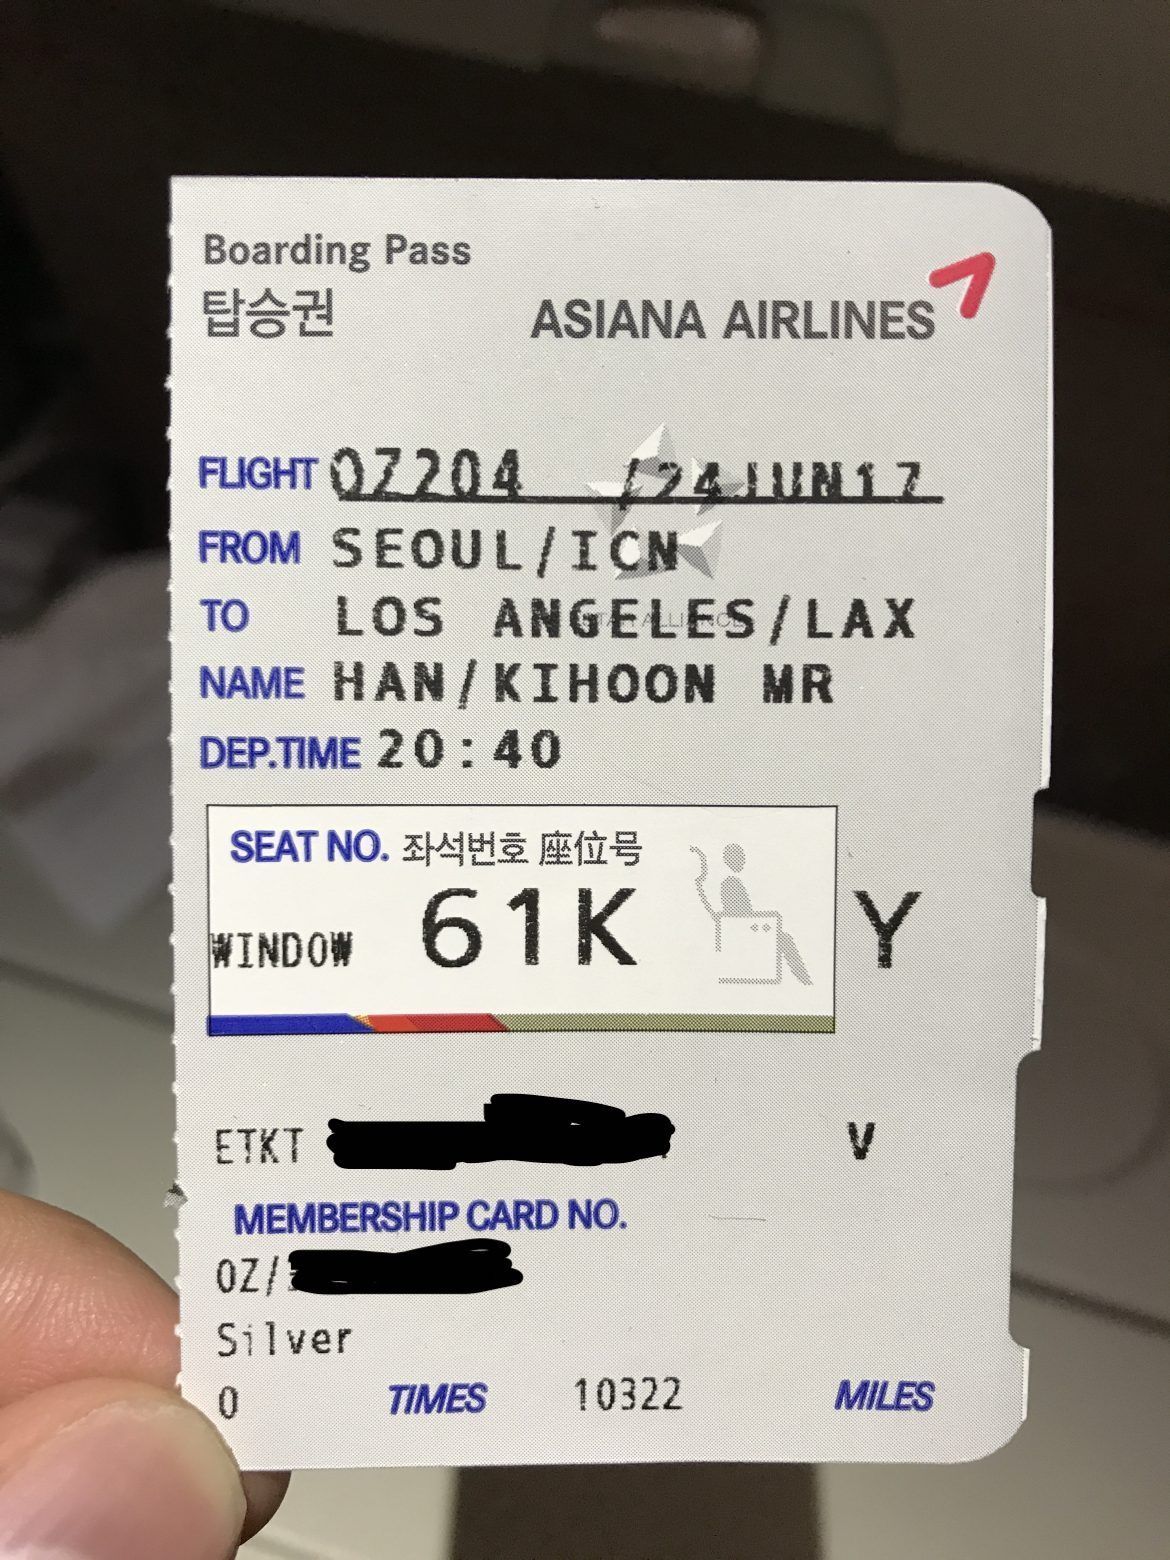 Boarding Pass
탑승권
ASIANA AIRLINES
FLIGHT OZ204 /24JUN17
FROM SEOUL/ICN
TO LOS ANGELES/LAX
STAR ALLIANCE
NAME HAN/KIHOON MR
DEP.TIME 20:40
SEAT NO. 좌석번호 座位号
WINDOW 61K Y
ETKT V
MEMBERSHIP CARD NO.
OZ/
Silver
0 TIMES 10322 MILES